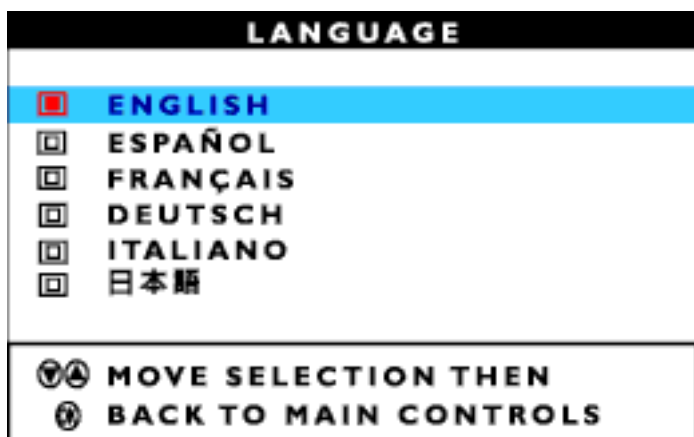 LANGUAGE
ENGLISH
ESPAÑOL
FRANÇAIS
DEUTSCH
ITALIANO
日本語
MOVE SELECTION THEN
BACK TO MAIN CONTROLS